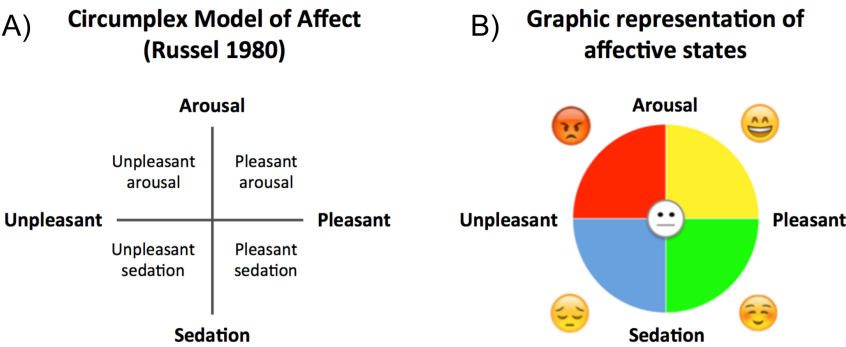 A)
Circumplex Model of Affect
(Russel 1980)
Arousal
Unpleasant
arousal
Pleasant
arousal
Unpleasant
Pleasant
Unpleasant
sedation
Pleasant
sedation
Sedation
B)
Graphic representation of
affective states
Arousal
Unpleasant
Pleasant
Sedation